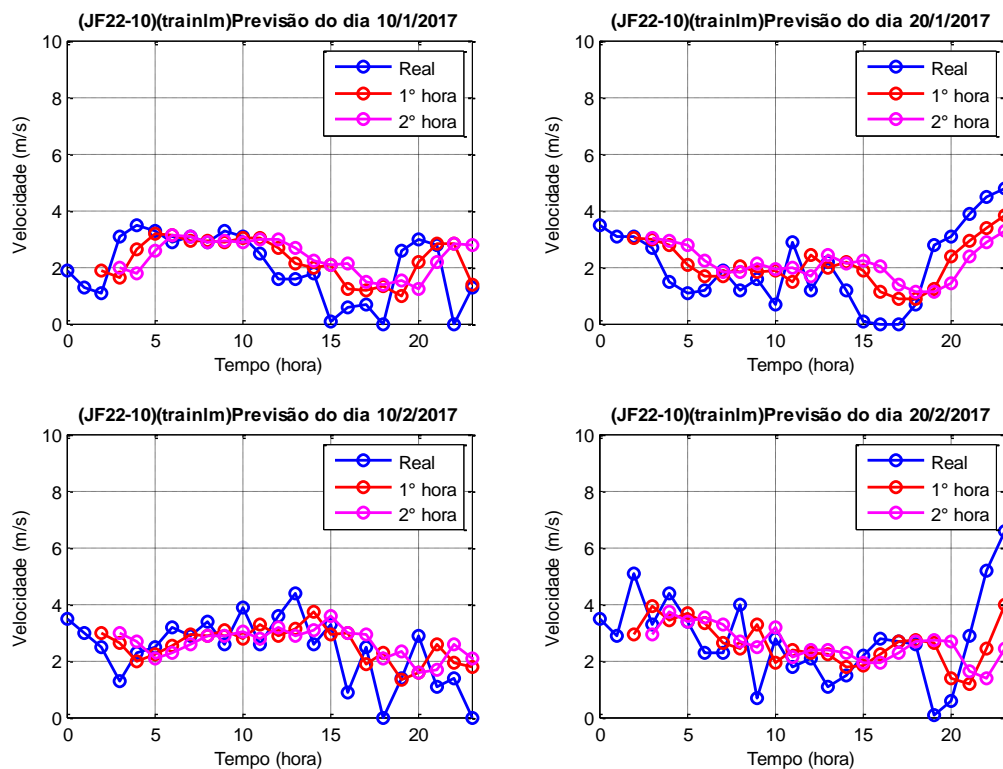 (JF22-10)(trainlm)Previsão do dia 10/1/2017
10
8
6
4
2
0
Velocidade (m/s)
Real
1° hora
2° hora
0 5 10 15 20
Tempo (hora)
(JF22-10)(trainlm)Previsão do dia 20/1/2017
10
8
6
4
2
0
Velocidade (m/s)
Real
1° hora
2° hora
0 5 10 15 20
Tempo (hora)
(JF22-10)(trainlm)Previsão do dia 10/2/2017
10
8
6
4
2
0
Velocidade (m/s)
Real
1° hora
2° hora
0 5 10 15 20
Tempo (hora)
(JF22-10)(trainlm)Previsão do dia 20/2/2017
10
8
6
4
2
0
Velocidade (m/s)
Real
1° hora
2° hora
0 5 10 15 20
Tempo (hora)